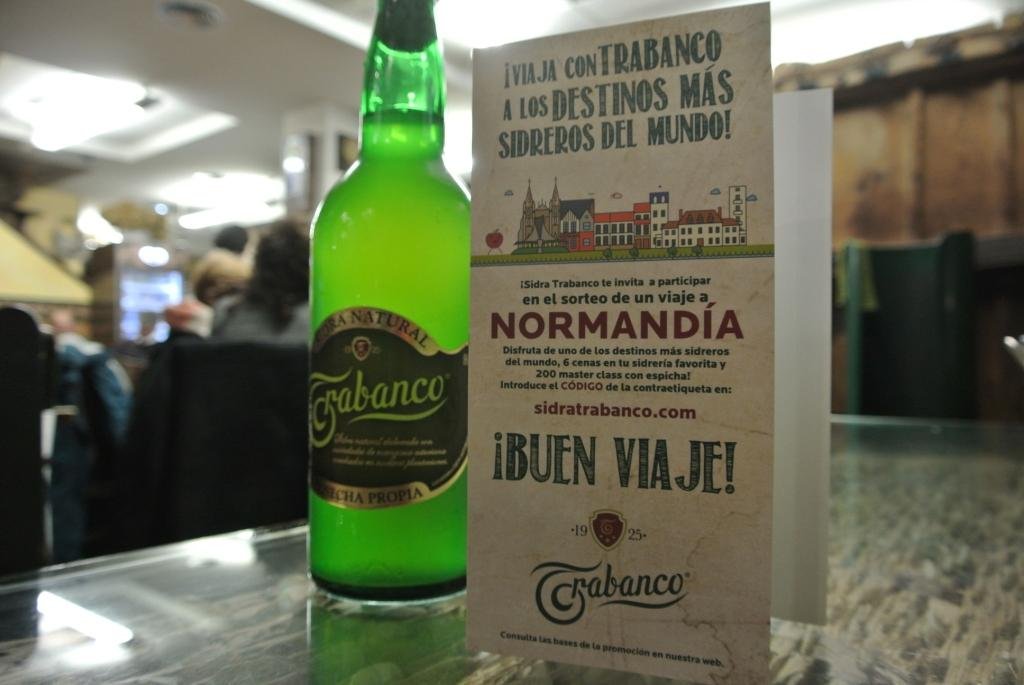 SIDRA NATURAL
Trabanco
COSECHA PROPIA
¡VIAJA CON TRABANCO
A LOS DESTINOS MÁS
SIDREROS DEL MUNDO!
¡Sidra Trabanco te invita a participar
en el sorteo de un viaje a
NORMANDÍA
Disfruta de uno de los destinos más sidreros
del mundo, 6 cenas en tu sidrería favorita y
200 master class con espicha!
Introduce el CÓDIGO de la contraetiqueta en:
sidratrabanco.com
¡BUEN VIAJE!
·19 25·
Trabanco®
Consulta las bases de la promoción en nuestra web.